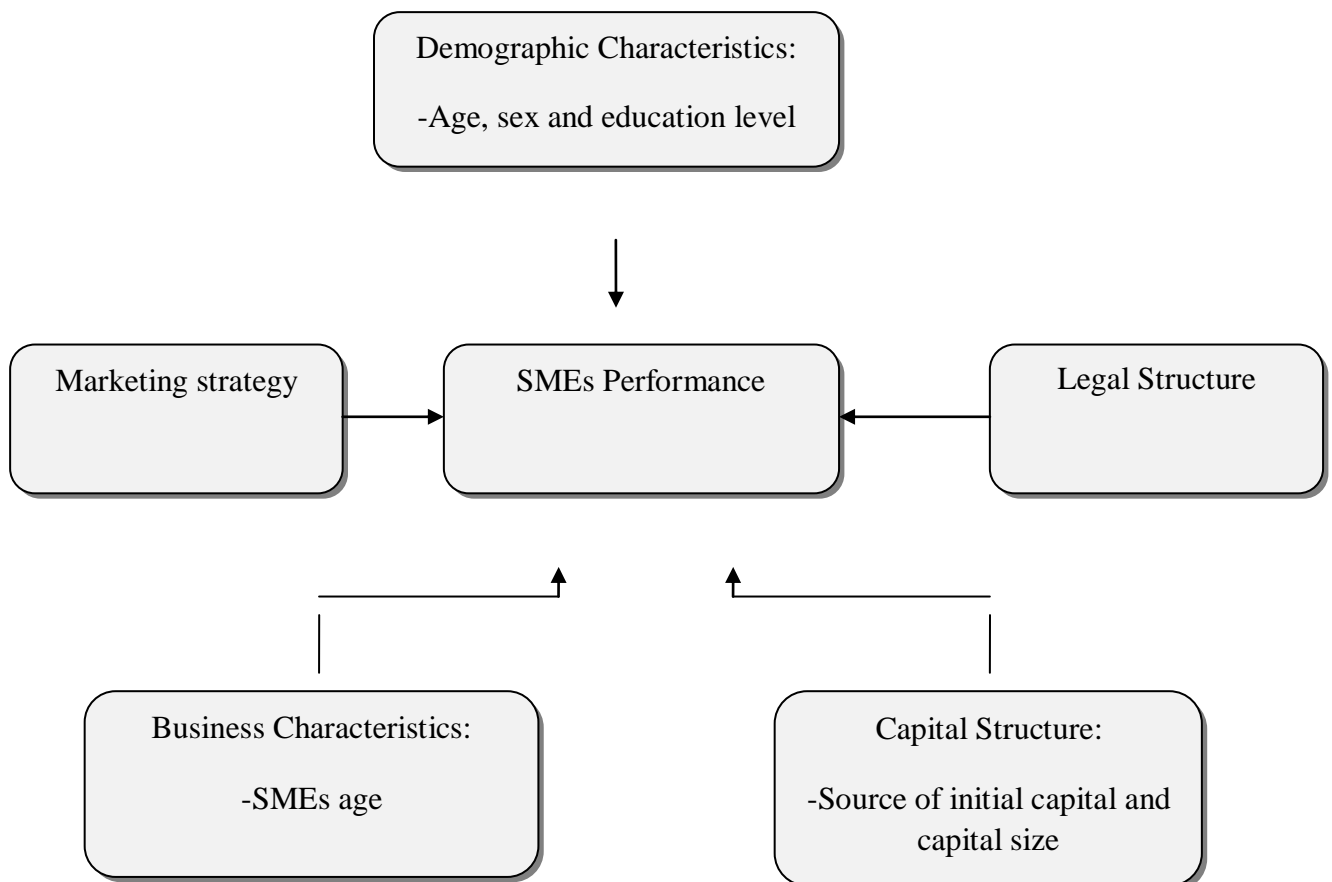 Demographic Characteristics:
-Age, sex and education level
Marketing strategy
SMEs Performance
Legal Structure
Business Characteristics:
-SMEs age
Capital Structure:
-Source of initial capital and
capital size